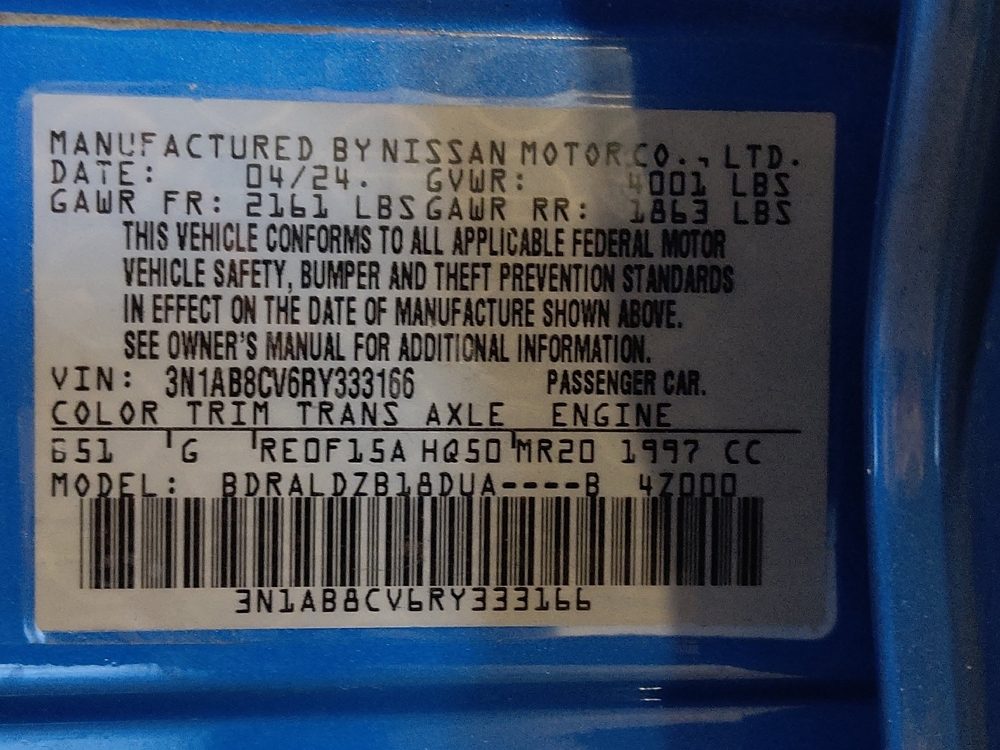 MANUFACTURED BY NISSAN MOTOR CO., LTD.
DATE: 04/24. GVWR: 4001 LBS
GAWR FR: 2161 LBS GAWR RR: 1863 LBS
THIS VEHICLE CONFORMS TO ALL APPLICABLE FEDERAL MOTOR
VEHICLE SAFETY, BUMPER AND THEFT PREVENTION STANDARDS
IN EFFECT ON THE DATE OF MANUFACTURE SHOWN ABOVE.
SEE OWNER'S MANUAL FOR ADDITIONAL INFORMATION.
VIN: 3N1AB8CV6RY333166 PASSENGER CAR.
COLOR TRIM TRANS AXLE ENGINE
G RE0F15A HQ50 MR20 1997 CC
MODEL: BDRALDZB18DUA----B 4Z000
3N1AB8CV6RY333166